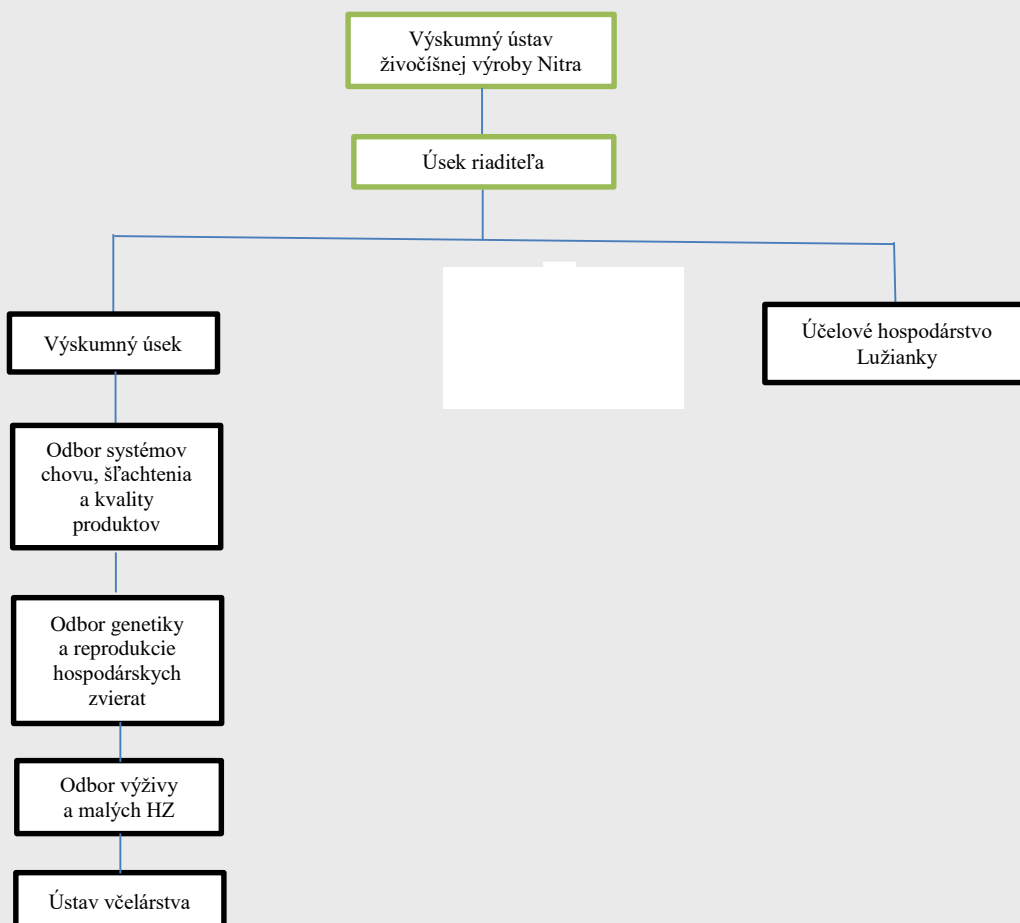 Výskumný ústav
živočíšnej výroby Nitra
Úsek riaditeľa
Výskumný úsek
Účelové hospodárstvo
Lužianky
Odbor systémov
chovu, šľachtenia
a kvality
produktov
Odbor genetiky
a reprodukcie
hospodárskych
zvierat
Odbor výživy
a malých HZ
Ústav včelárstva